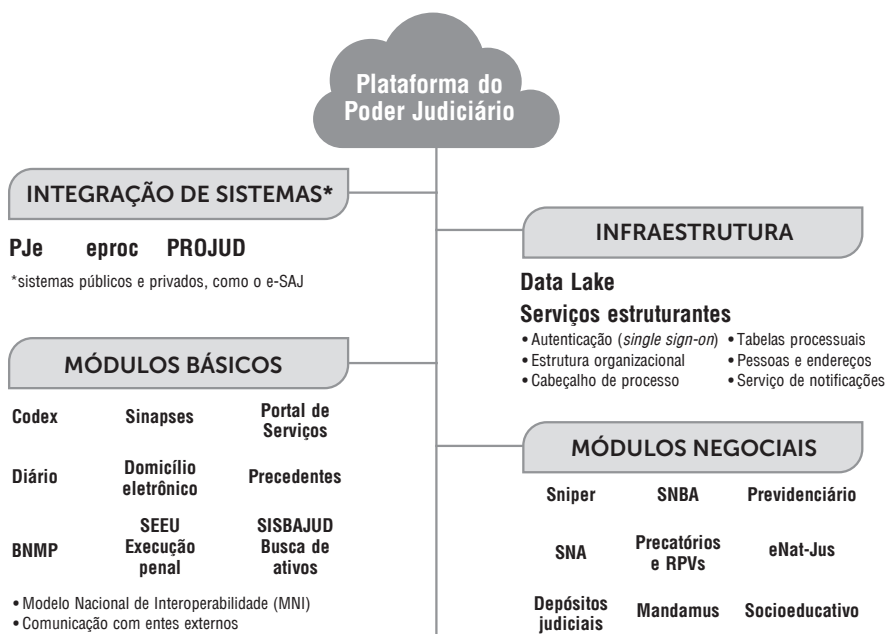 Plataforma do
Poder Judiciário
INTEGRAÇÃO DE SISTEMAS*
PJe eproc PROJUD
*sistemas públicos e privados, como o e-SAJ
INFRAESTRUTURA
Data Lake
Serviços estruturantes
• Autenticação (single sign-on) • Tabelas processuais
• Estrutura organizacional • Pessoas e endereços
• Cabeçalho de processo • Serviço de notificações
MÓDULOS BÁSICOS
Codex Sinapses Portal de
Serviços
Diário Domicílio
eletrônico Precedentes
BNMP SEEU
Execução
penal SISBAJUD
Busca de
ativos
• Modelo Nacional de Interoperabilidade (MNI)
• Comunicação com entes externos
MÓDULOS NEGOCIAIS
Sniper SNBA Previdenciário
SNA Precatórios
e RPVs eNat-Jus
Depósitos
judiciais Mandamus Socioeducativo